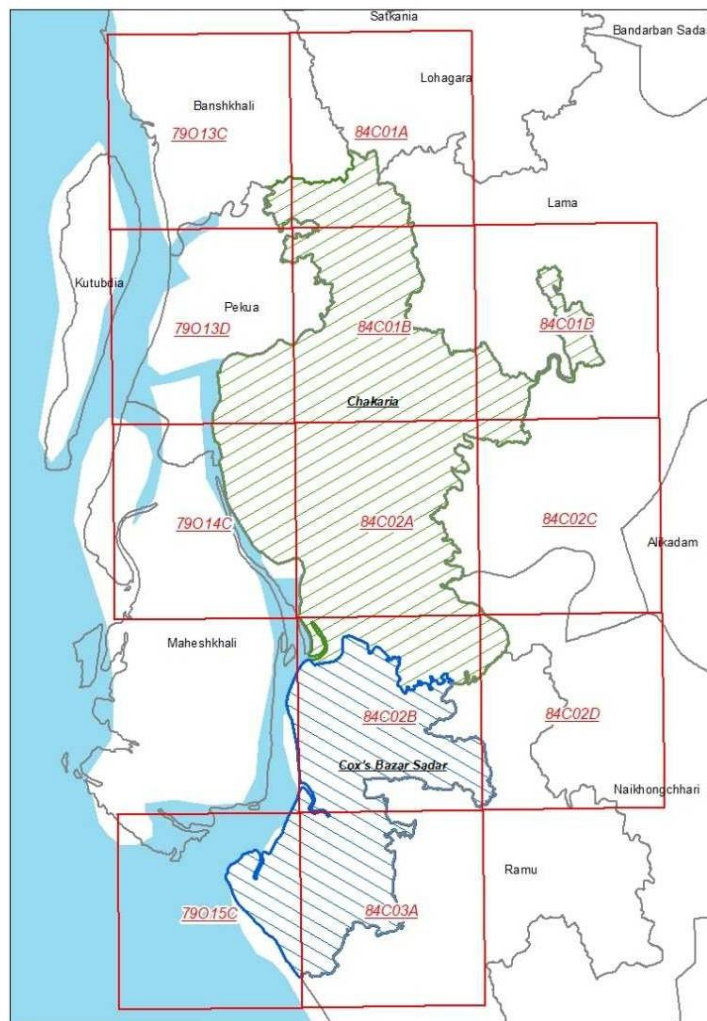 Satkania
Bandarban Sadar
Lohagara
Banshkhali
79O13C
84C01A
Lama
Kutubdia
Pekua
79O13D
84C01B
84C01D
Chakaria
79O14C
84C02A
84C02C
Alikadam
Maheshkhali
84C02B
84C02D
Cox's Bazar Sadar
Naikhongchhari
Ramu
79O15C
84C03A